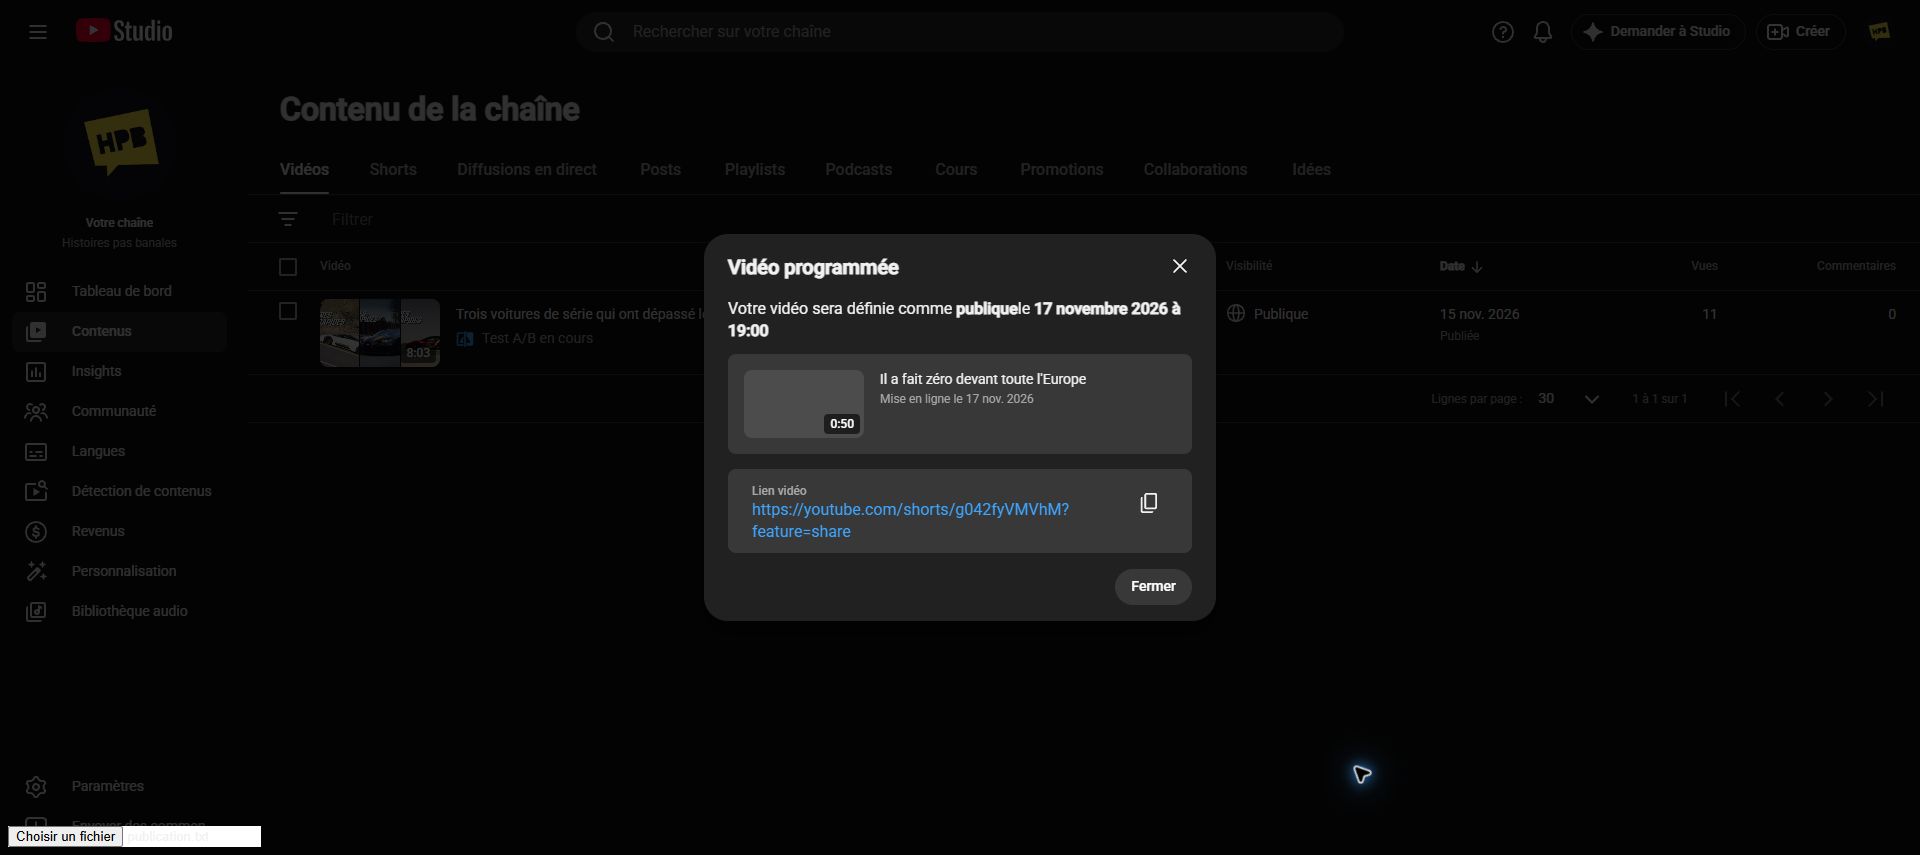 Studio
Rechercher sur votre chaîne
Demander à Studio
Créer
HPB
HPB
Votre chaîne
Histoires pas banales
Tableau de bord
Contenus
Insights
Communauté
Langues
Détection de contenus
Revenus
Personnalisation
Bibliothèque audio
Paramètres
Choisir un fichier publication.txt
Contenu de la chaîne
Vidéos Shorts Diffusions en direct Posts Playlists Podcasts Cours Promotions Collaborations Idées
Filtrer
Vidéo Visibilité Date Vues Commentaires
8:03
Trois voitures de série qui ont dépassé
Test A/B en cours
Publique
15 nov. 2026
Publiée
11
0
Lignes par page : 30 1 à 1 sur 1
Vidéo programmée
Votre vidéo sera définie comme publiquele 17 novembre 2026 à
19:00
0:50
Il a fait zéro devant toute l'Europe
Mise en ligne le 17 nov. 2026
Lien vidéo
https://youtube.com/shorts/g042fyVMVhM?
feature=share
Fermer